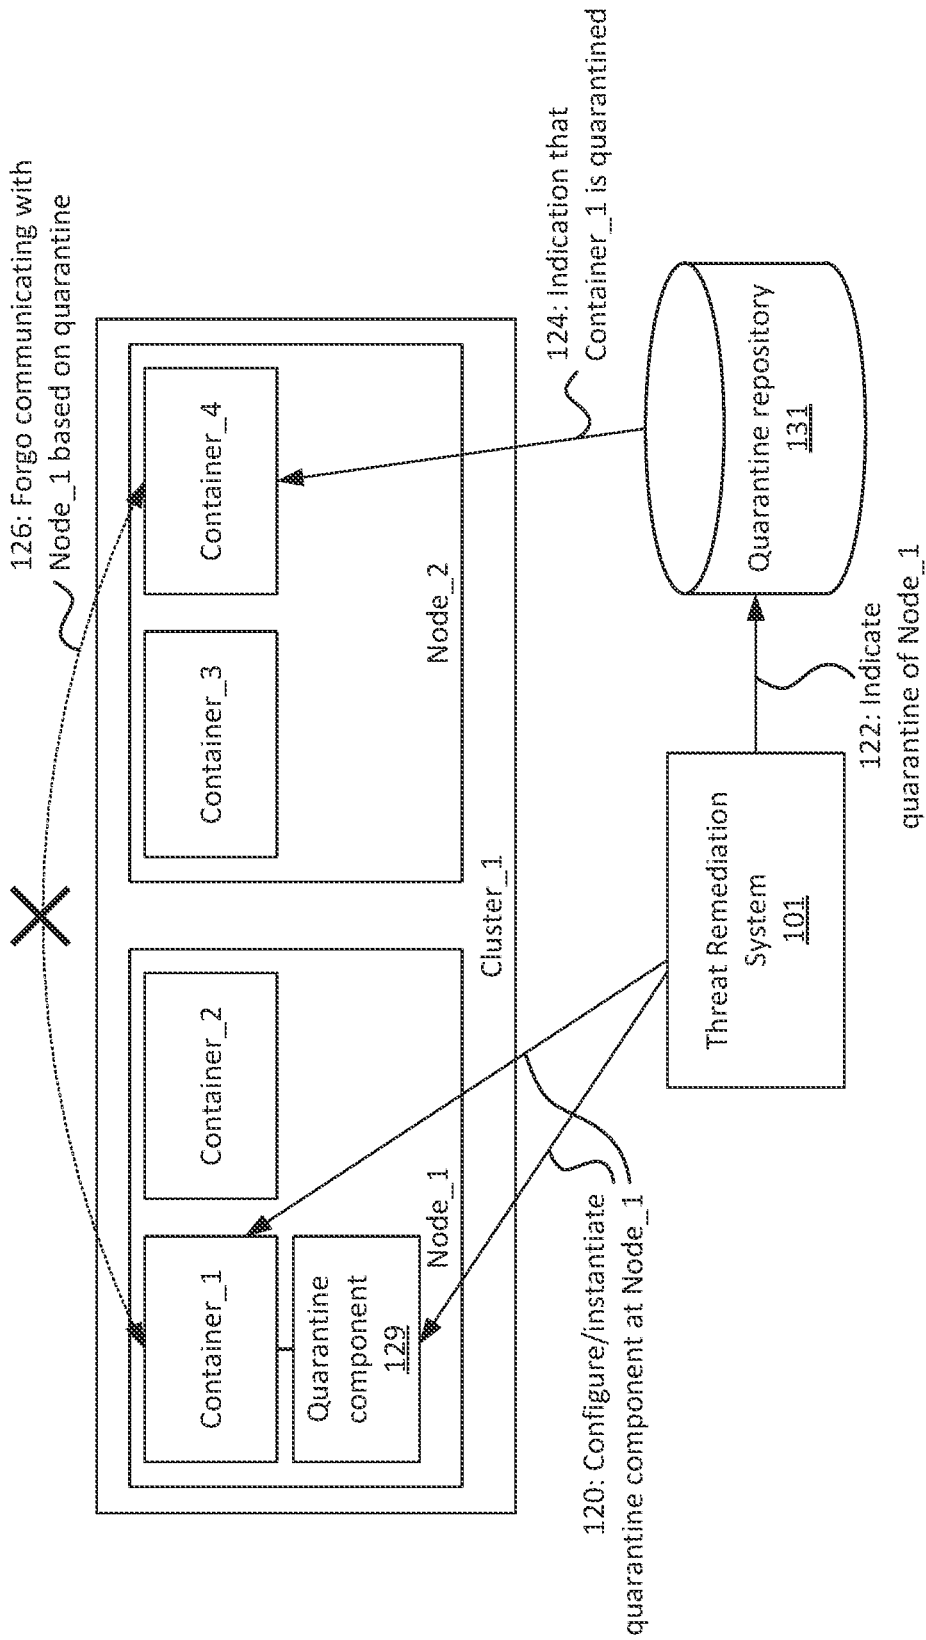 126: Forgo communicating with
Node_1 based on quarantine
Container_1
Container_2
Container_3
Container_4
Quarantine
component
129
Node_1
Node_2
Cluster_1
124: Indication that
Container_1 is quarantined
120: Configure/instantiate
quarantine component at Node_1
Threat Remediation
System
101
Quarantine repository
131
122: Indicate
quarantine of Node_1